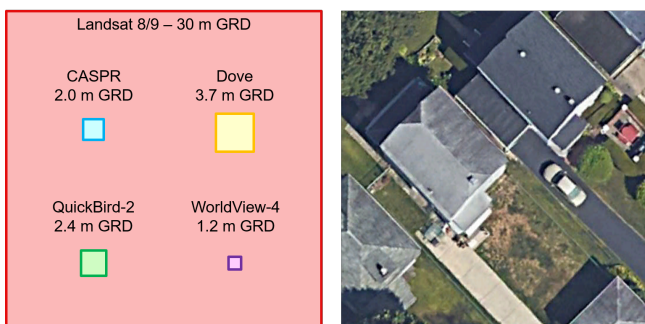 Landsat 8/9 – 30 m GRD
CASPR
2.0 m GRD
Dove
3.7 m GRD
QuickBird-2
2.4 m GRD
WorldView-4
1.2 m GRD